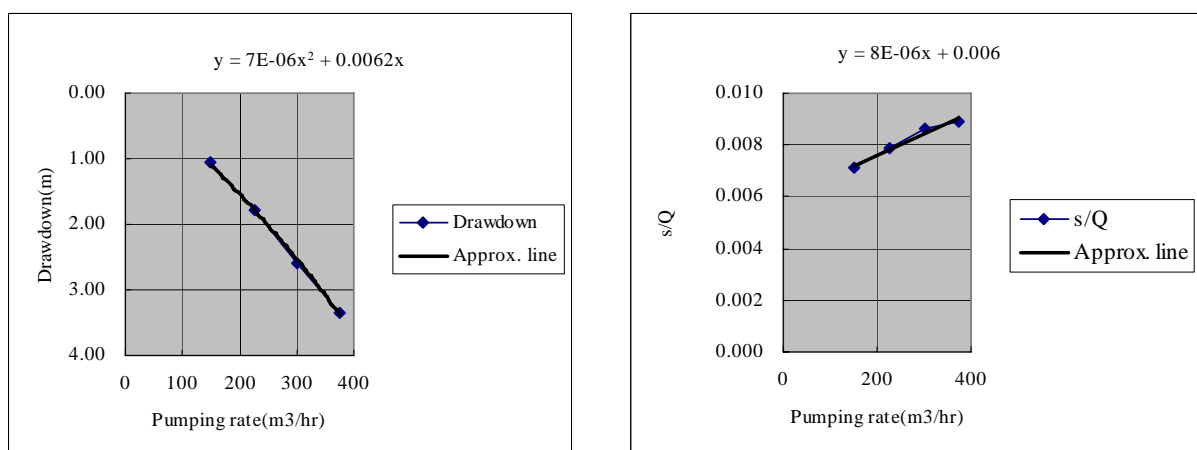 y = 7E-06x² + 0.0062x
0.00
1.00
2.00
3.00
4.00
Drawdown(m)
0 100 200 300 400
Pumping rate(m3/hr)
Drawdown
Approx. line
y = 8E-06x + 0.006
0.010
0.008
0.006
0.004
0.002
0.000
s/Q
0 200 400
Pumping rate(m3/hr)
s/Q
Approx. line